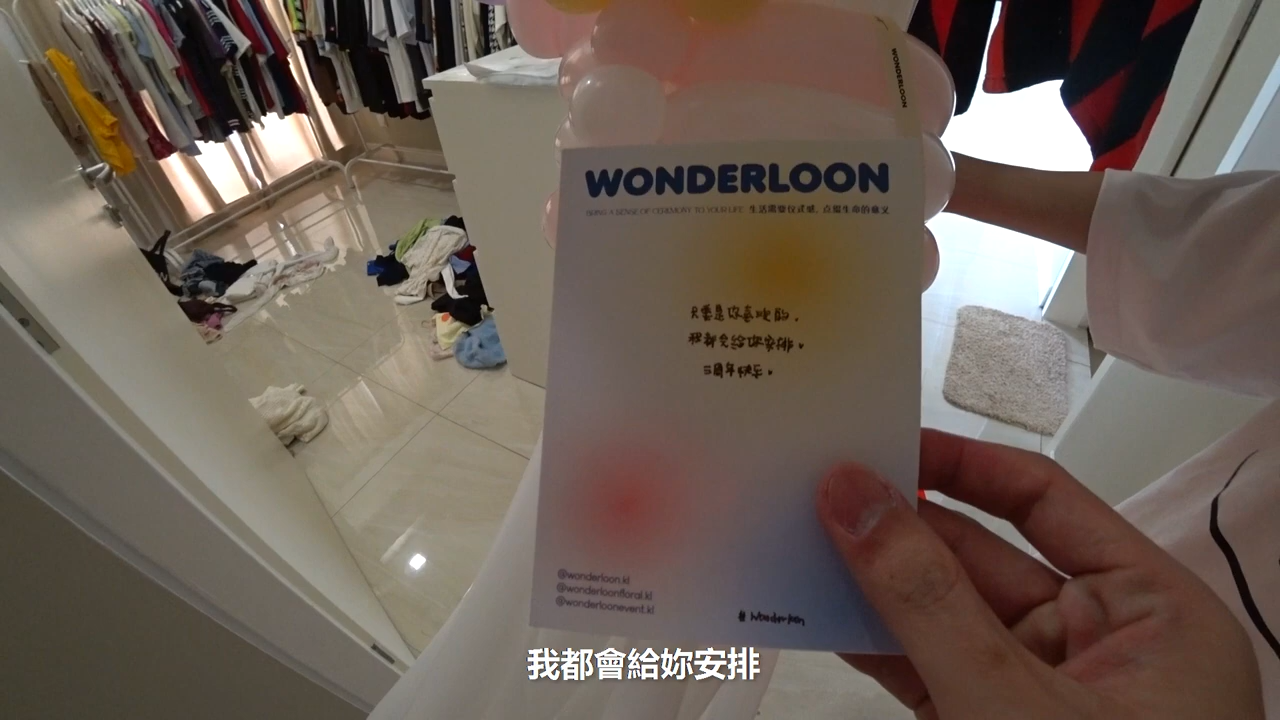 WONDERLOON
WONDERLOON
BRING A SENSE OF CEREMONY TO YOUR LIFE 生活需要仪式感, 点缀生命的意义
只要是你喜欢的,
我都会给你安排。
三周年快乐。
@wonderloon.kl
@wonderloonfloral.kl
@wonderloonevent.kl
我都會給妳安排